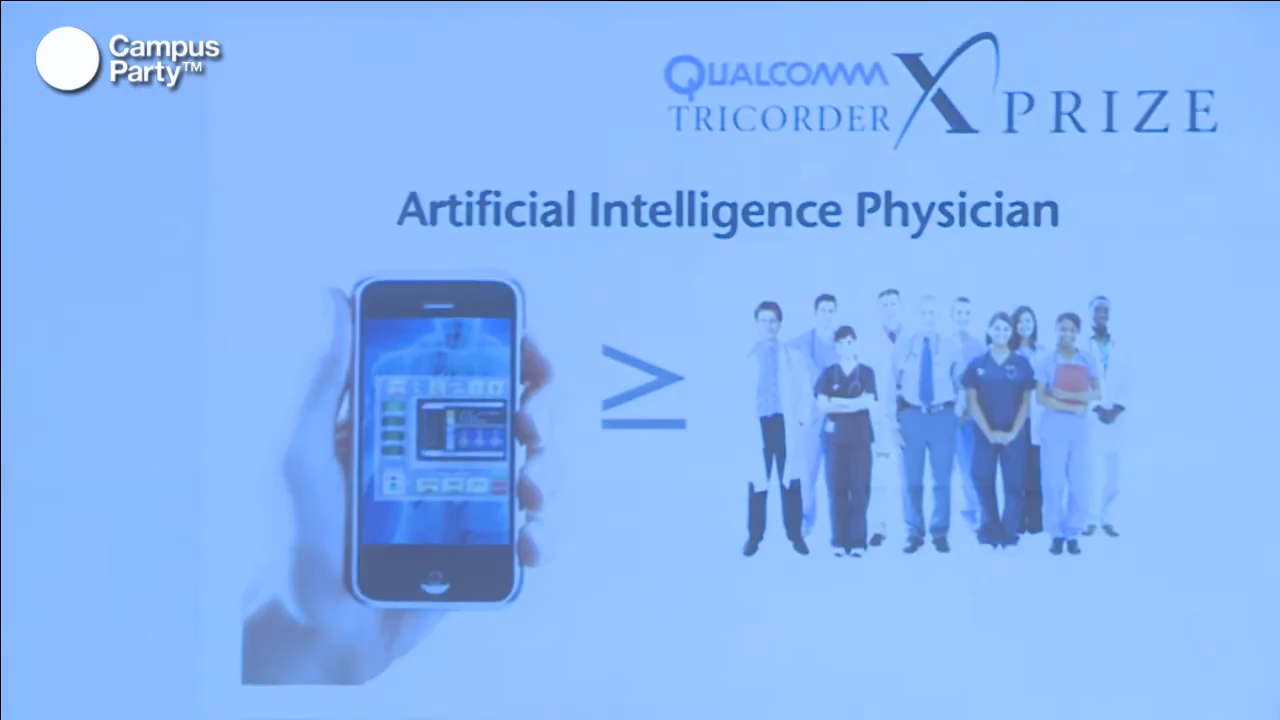 Campus
Party™
QUALCOMM
TRICORDER
X PRIZE
Artificial Intelligence Physician
≥